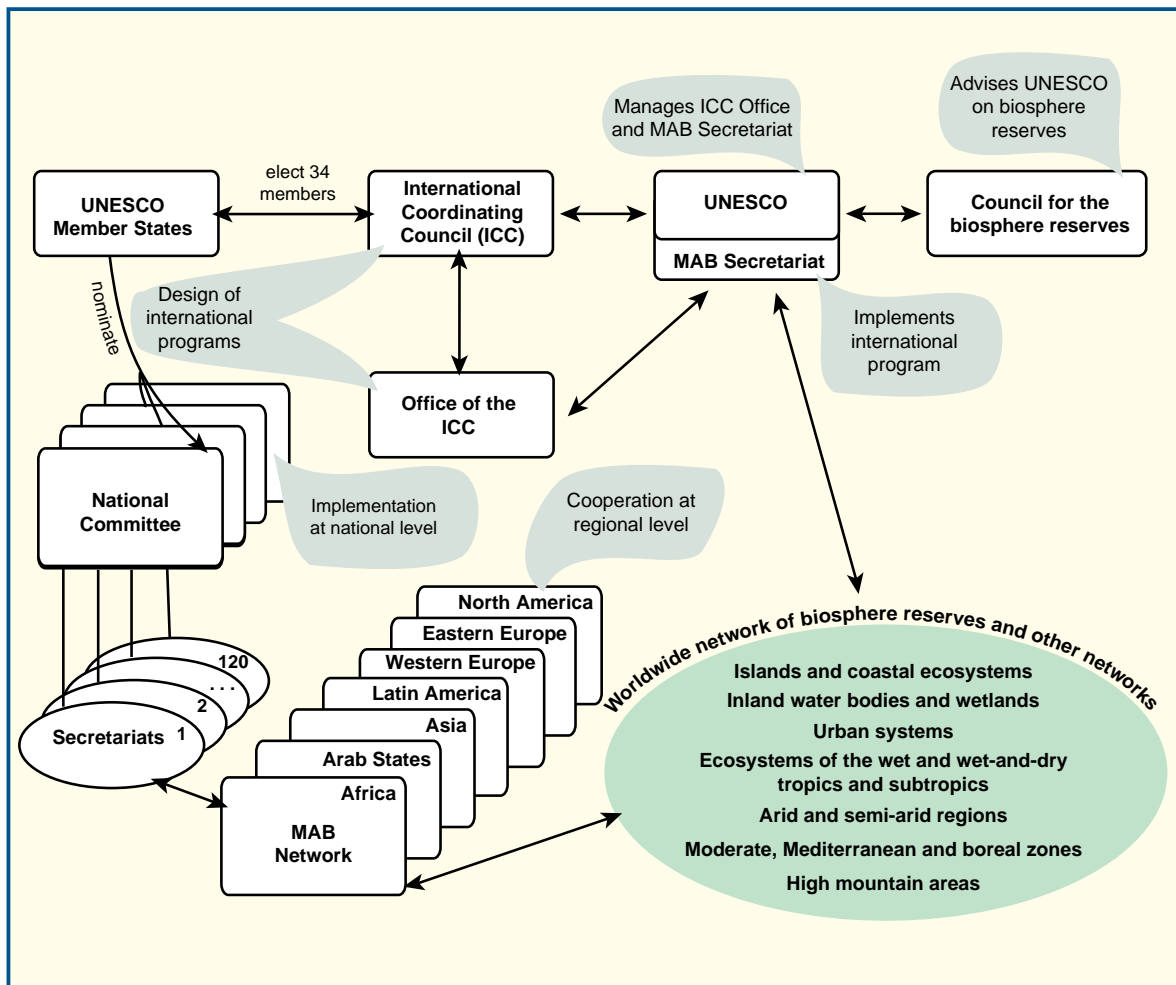 Manages ICC Office
and MAB Secretariat
Advises UNESCO
on biosphere
reserves
elect 34
members
UNESCO
Member States
International
Coordinating
Council (ICC)
UNESCO
MAB Secretariat
Council for the
biosphere reserves
nominate
Design of
international
programs
Implements
international
program
Office of the
ICC
National
Committee
Implementation
at national level
Cooperation at
regional level
North America
Eastern Europe
Western Europe
Latin America
Asia
Arab States
Africa
MAB
Network
120
. . .
2
1
Secretariats
Worldwide network of biosphere reserves and other networks
Islands and coastal ecosystems
Inland water bodies and wetlands
Urban systems
Ecosystems of the wet and wet-and-dry
tropics and subtropics
Arid and semi-arid regions
Moderate, Mediterranean and boreal zones
High mountain areas